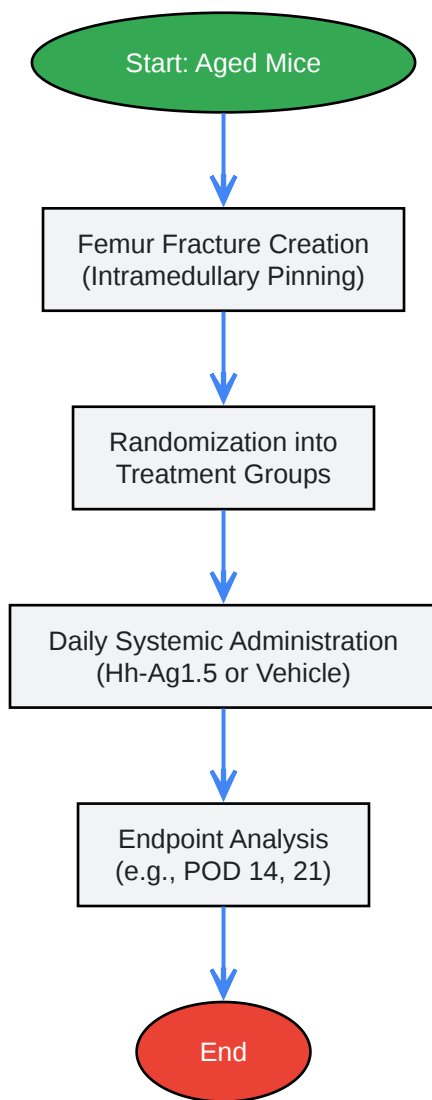 Start: Aged Mice
Femur Fracture Creation
(Intramedullary Pinning)
Randomization into
Treatment Groups
Daily Systemic Administration
(Hh-Ag1.5 or Vehicle)
Endpoint Analysis
(e.g., POD 14, 21)
End